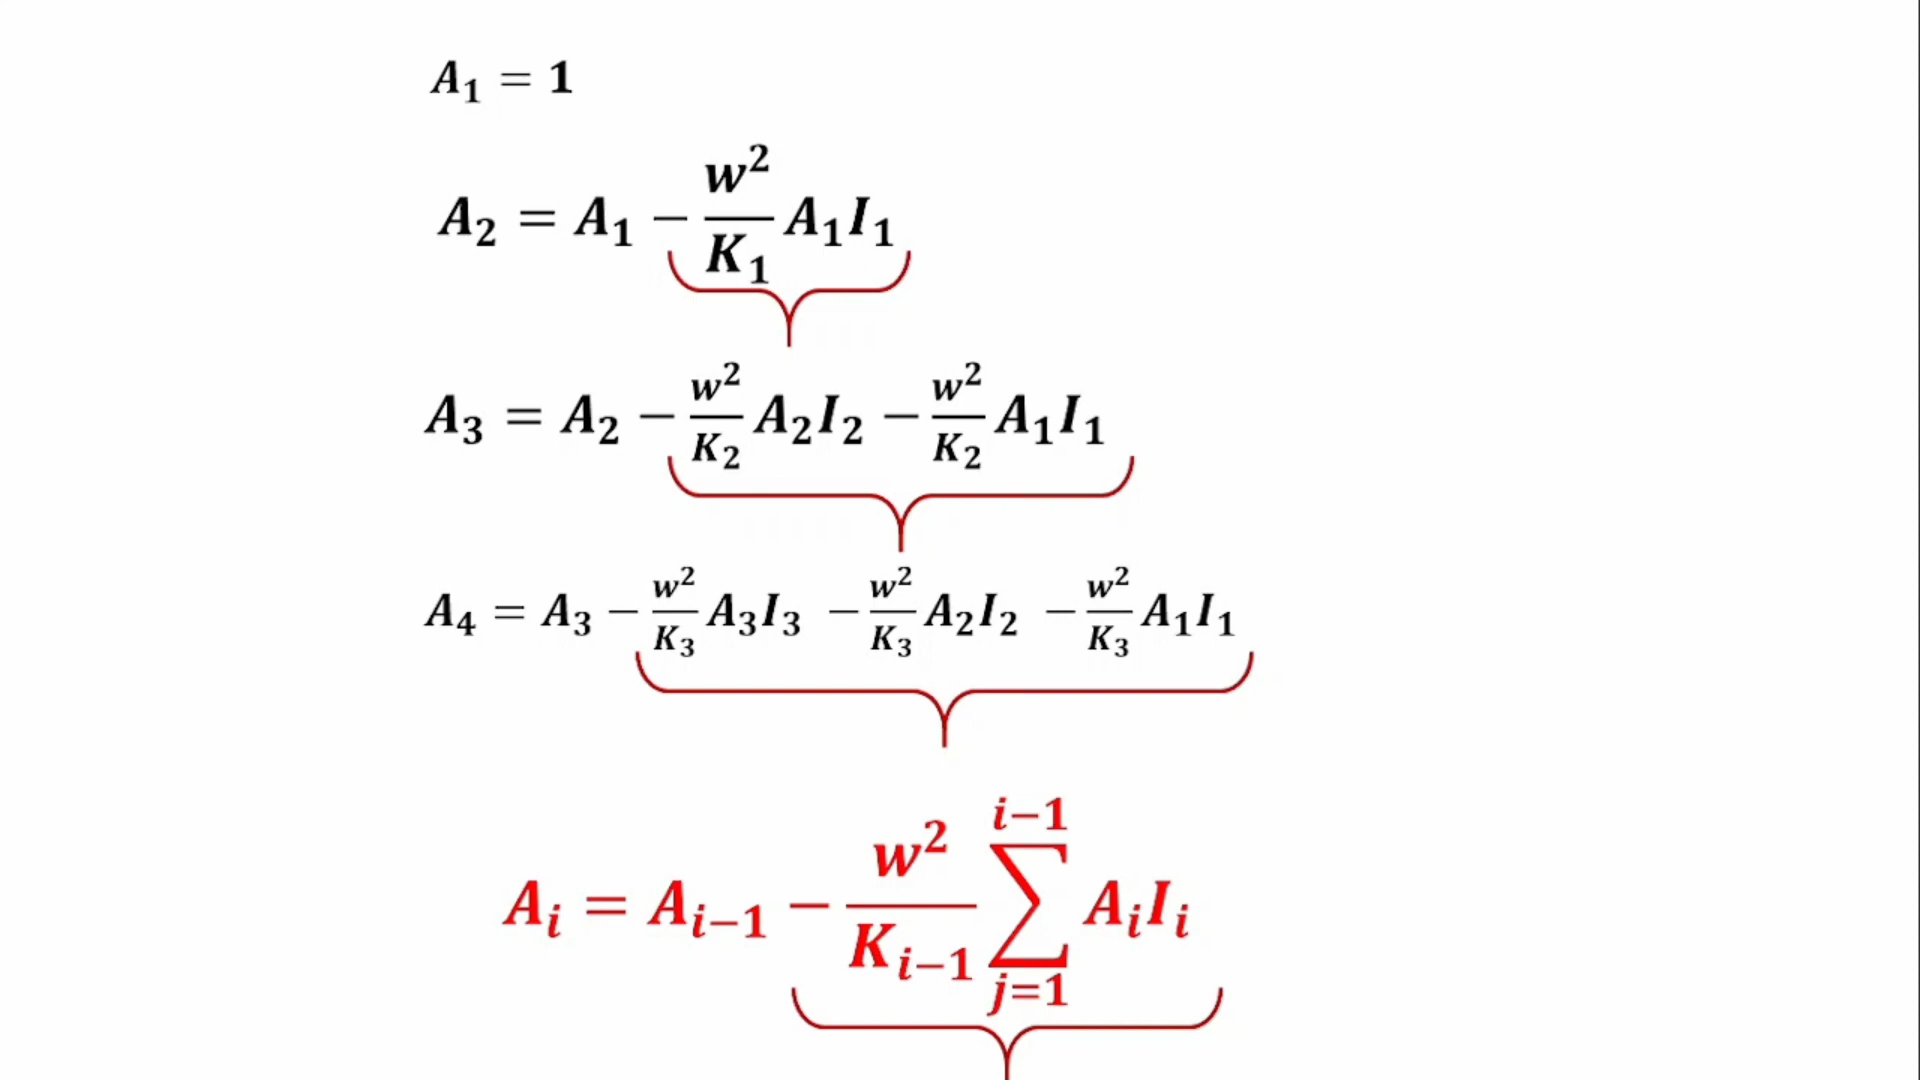 A₁ = 1
A₂ = A₁ − w²/K₁ A₁I₁
A₃ = A₂ − w²/K₂ A₂I₂ − w²/K₂ A₁I₁
A₄ = A₃ − w²/K₃ A₃I₃ − w²/K₃ A₂I₂ − w²/K₃ A₁I₁
Aᵢ = Aᵢ₋₁ − w²/Kᵢ₋₁ ∑_{j=1}^{i−1} AᵢIᵢ